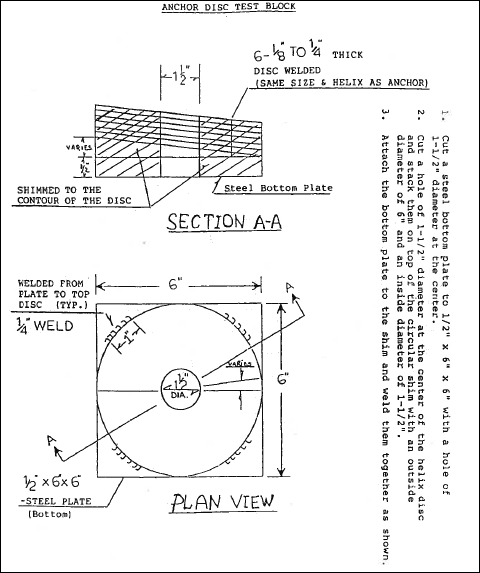 ANCHOR DISC TEST BLOCK
6-1/8" TO 1/4" THICK
DISC WELDED
(SAME SIZE & HELIX AS ANCHOR)
1 1/2"
VARIES
1/2"
SHIMMED TO THE
CONTOUR OF THE DISC
Steel Bottom Plate
SECTION A-A
WELDED FROM
PLATE TO TOP
DISC (TYP.)
1/4" WELD
6"
A
1"
VARIES
6"
1 1/2"
DIA.
A
1/2" x 6" x 6"
-STEEL PLATE
(Bottom)
PLAN VIEW
1. Cut a steel bottom plate to 1/2" x 6" x 6" with a hole of
1-1/2" diameter at the center.
2. Cut a hole of 1-1/2" diameter at the center of the helix disc
and stack them on top of the circular shim with an outside
diameter of 6" and an inside diameter of 1-1/2".
3. Attach the bottom plate to the shim and weld them together as shown.